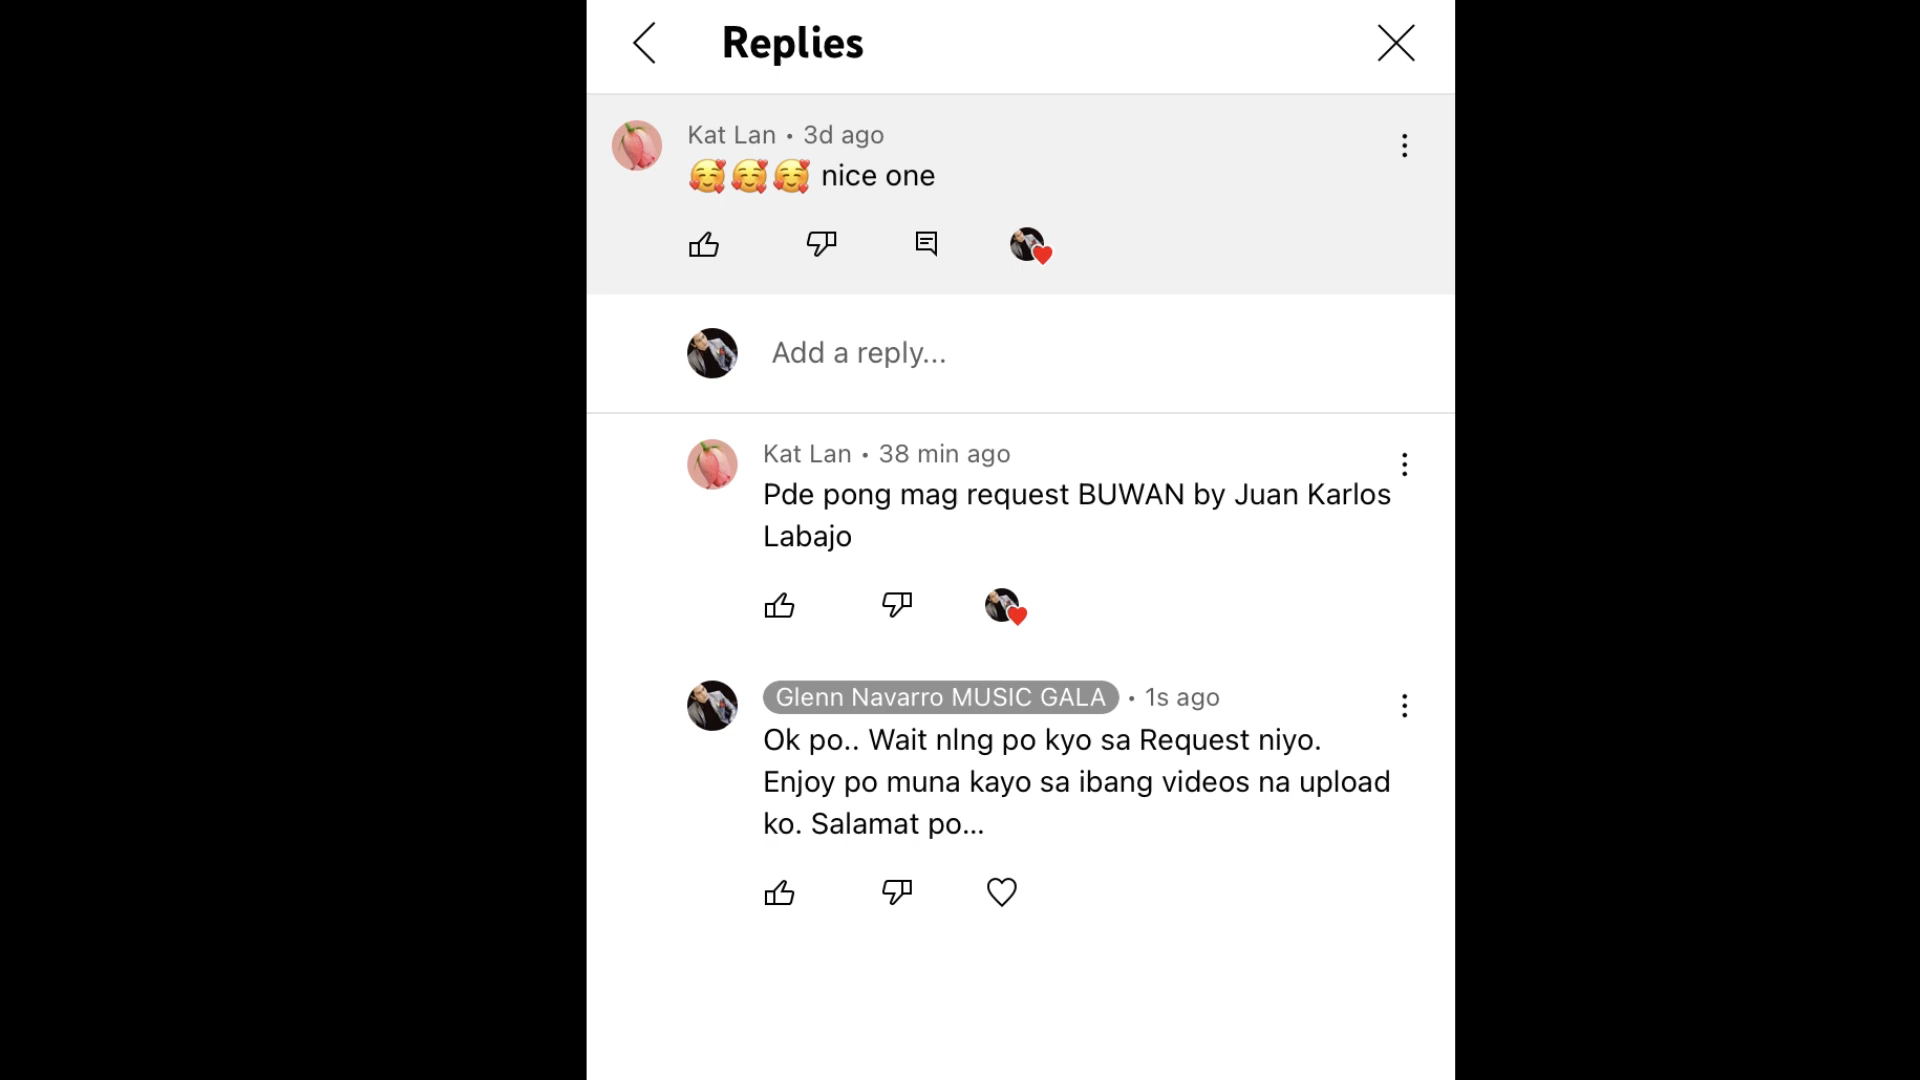 Replies
Kat Lan • 3d ago
🥰🥰🥰 nice one
Add a reply...
Kat Lan • 38 min ago
Pde pong mag request BUWAN by Juan Karlos
Labajo
Glenn Navarro MUSIC GALA • 1s ago
Ok po.. Wait nlng po kyo sa Request niyo.
Enjoy po muna kayo sa ibang videos na upload
ko. Salamat po...